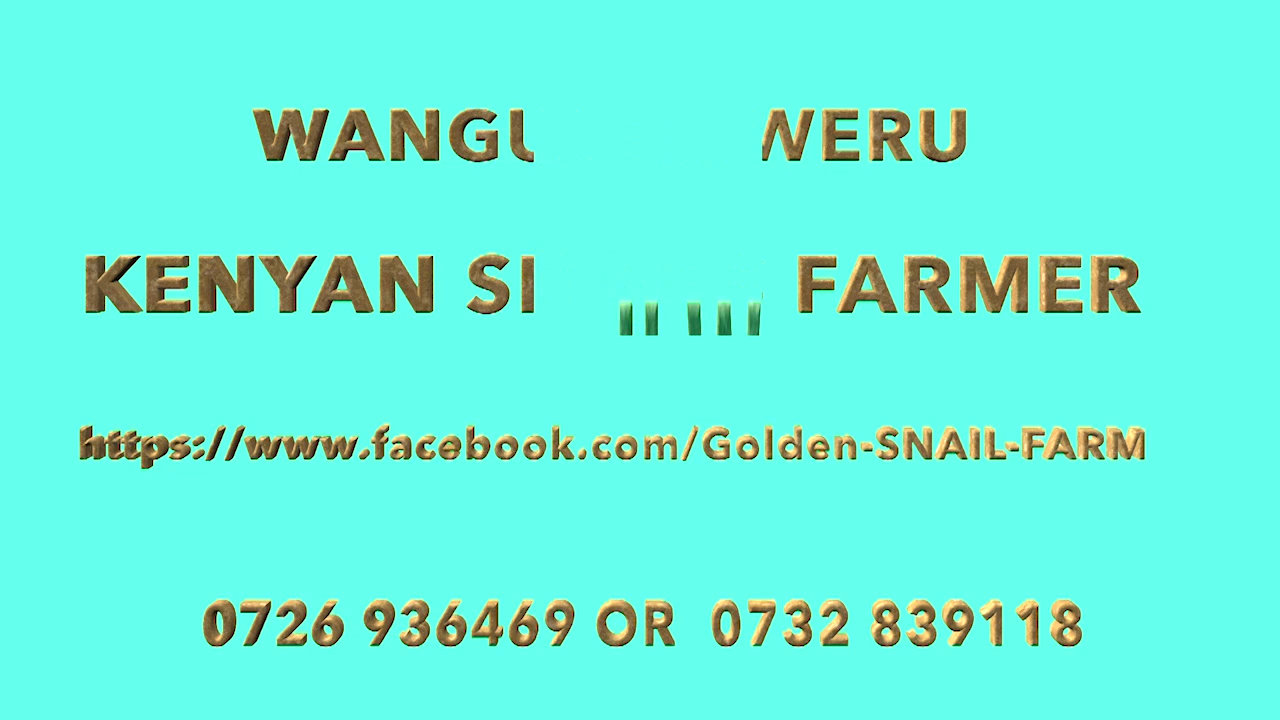 KENYAN FARMER
https://www.facebook.com/Golden-SNAIL-FARM
0726 936469 OR 0732 839118